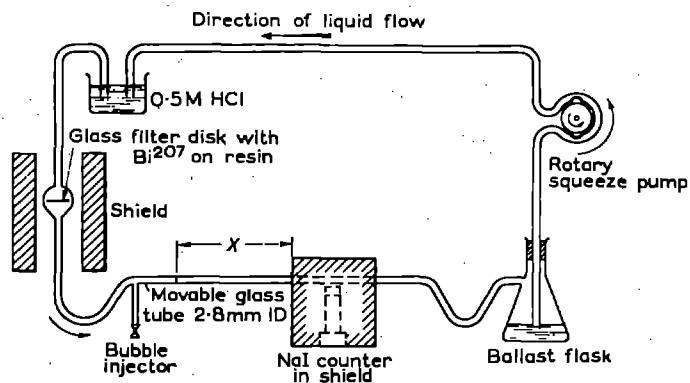 Direction of liquid flow
0·5M HCl
Glass filter disk with
Bi207 on resin
Shield
Rotary
squeeze pump
X
Movable glass
tube 2·8mm ID
Bubble
injector
NaI counter
in shield
Ballast flask